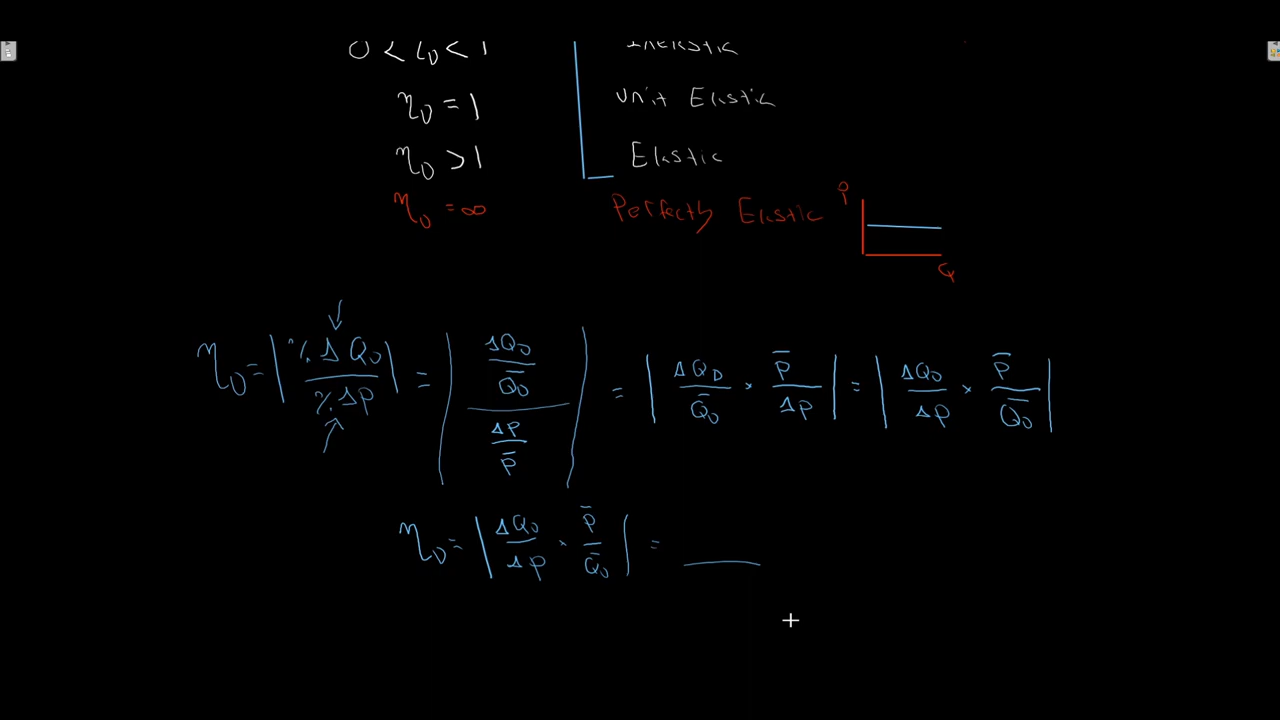 0 < η_D < 1 Inelastic
η_D = 1 Unit Elastic
η_D > 1 Elastic
η_D = ∞ Perfectly Elastic P
Q
η_D = | %ΔQ_D / %ΔP | = | (ΔQ_D / Q̄_D) / (ΔP / P̄) | = | ΔQ_D / Q̄_D × P̄ / ΔP | = | ΔQ_D / ΔP × P̄ / Q̄_D |
η_D = | ΔQ_D / ΔP × P̄ / Q̄_D | =